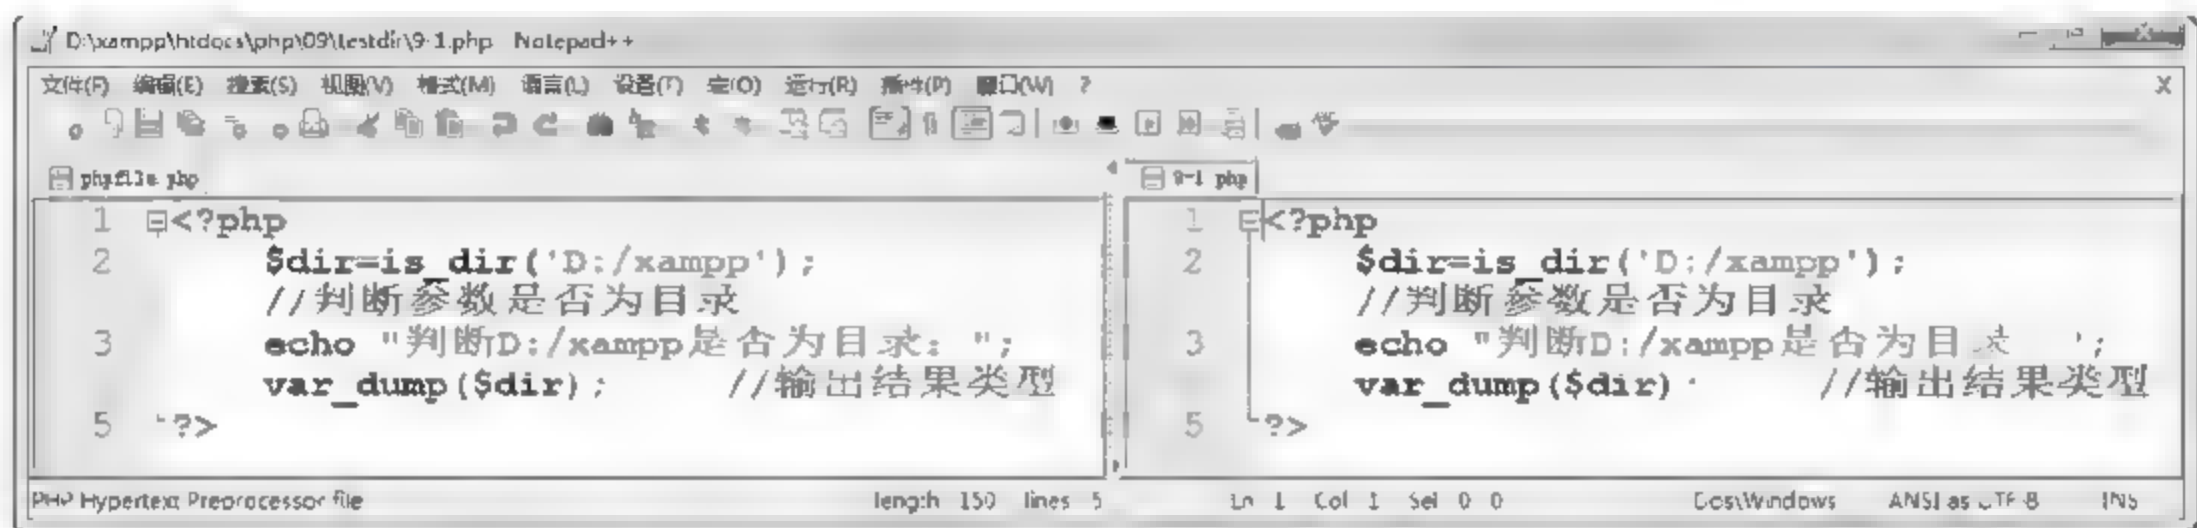 D:\xampp\htdocs\php\09\testdir\9-1.php Notepad++
文件(F) 编辑(E) 搜索(S) 视图(V) 格式(M) 语言(L) 设置(T) 宏(O) 运行(R) 插件(P) 窗口(W) ? X
phpfile.php
1 <?php
2 $dir=is_dir('D:/xampp');
//判断参数是否为目录
3 echo "判断D:/xampp是否为目录: ";
var_dump($dir); //输出结果类型
5 ?>
9-1 php
1 <?php
2 $dir=is_dir('D:/xampp');
//判断参数是否为目录
3 echo "判断D:/xampp是否为目录 ";
var_dump($dir) //输出结果类型
5 ?>
PHP Hypertext Preprocessor file length 150 lines 5 Ln 1 Col 1 Sel 0 0 Dos\Windows ANSI as UTF-8 INS